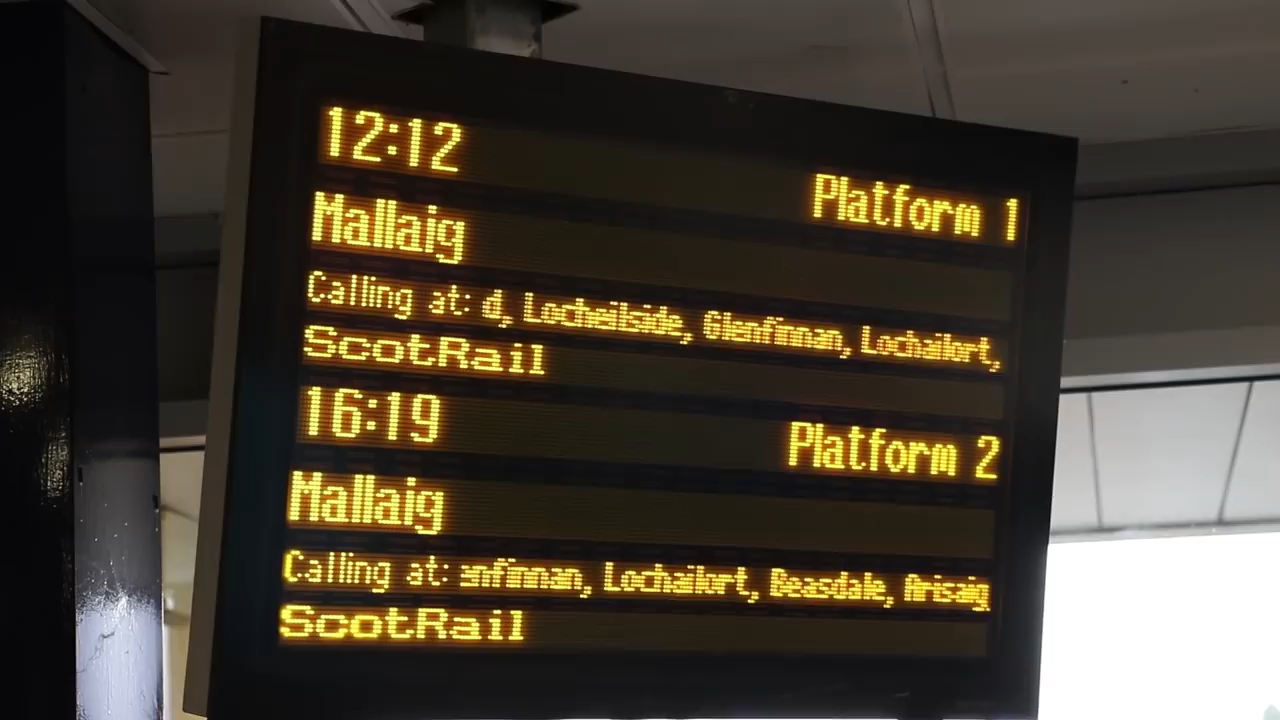 12:12
Platform 1
Mallaig
Calling at: d, Locheilside, Glenfinnan, Lochailort,
ScotRail
16:19
Platform 2
Mallaig
Calling at: enfinnan, Lochailort, Beasdale, Arisaig
ScotRail